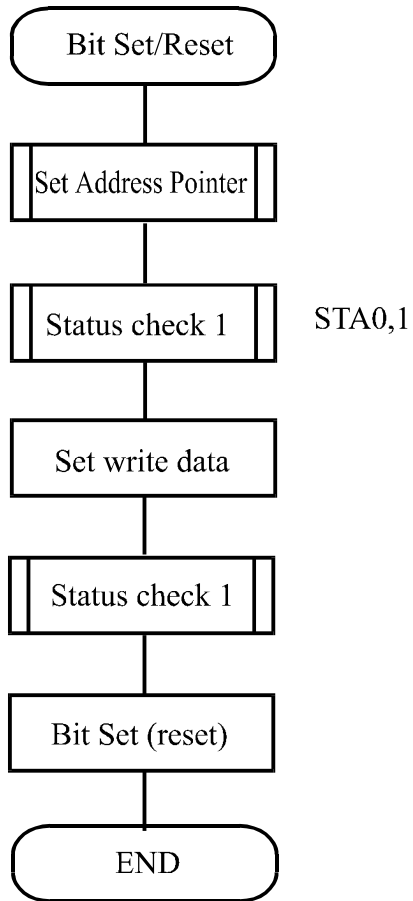 Bit Set/Reset
Set Address Pointer
Status check 1
STA0,1
Set write data
Status check 1
Bit Set (reset)
END